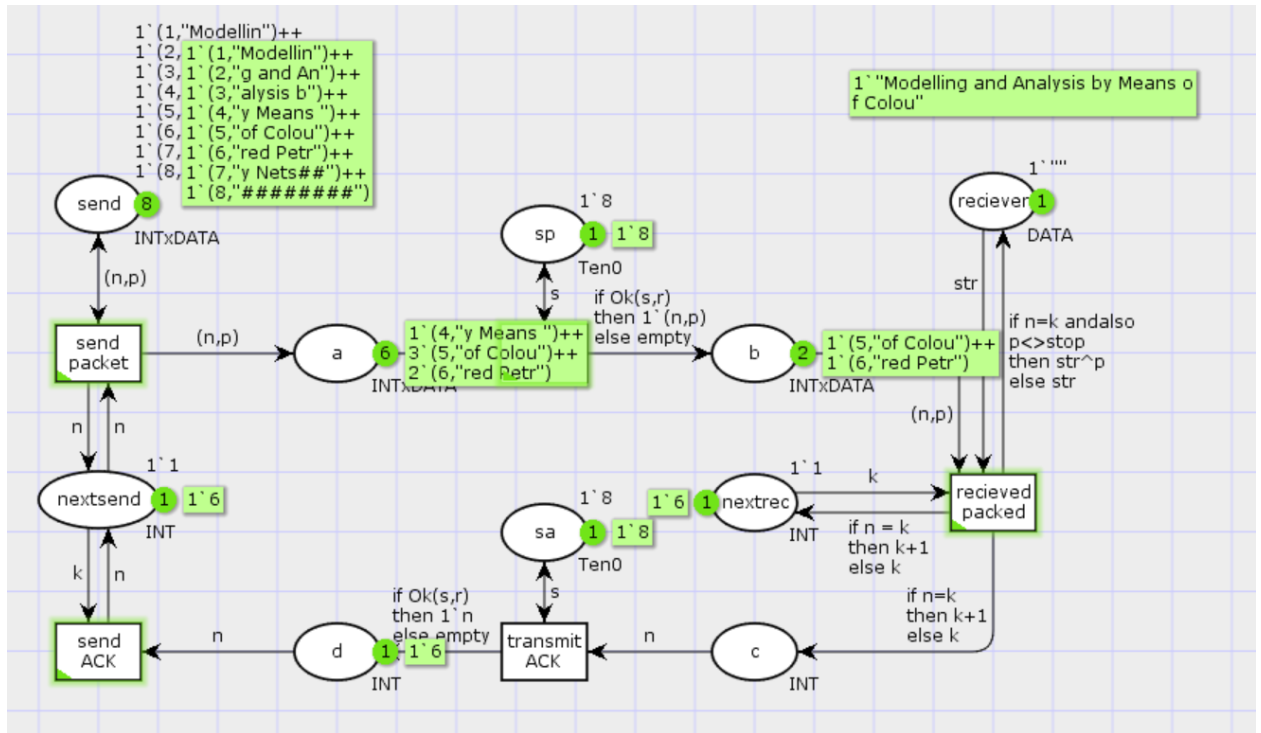 1`(1,"Modellin")++
1`(2,
1`(3,
1`(4,
1`(5,
1`(6,
1`(7,
1`(8,
1`(1,"Modellin")++
1`(2,"g and An")++
1`(3,"alysis b")++
1`(4,"y Means ")++
1`(5,"of Colou")++
1`(6,"red Petr")++
1`(7,"y Nets##")++
1`(8,"########")
1`"Modelling and Analysis by Means o
f Colou"
send
8
INTxDATA
1`8
sp
1
1`8
Ten0
1`""
reciever
1
DATA
(n,p)
s
if Ok(s,r)
then 1`(n,p)
else empty
str
send
packet
(n,p)
a
6
1`(4,"y Means ")++
3`(5,"of Colou")++
2`(6,"red Petr")
INTxDATA
b
2
1`(5,"of Colou")++
1`(6,"red Petr")
INTxDATA
if n=k andalso
p<>stop
then str^p
else str
(n,p)
n
n
1`1
nextsend
1
1`6
INT
1`8
sa
1
1`8
Ten0
1`1
1`6
1
nextrec
INT
k
recieved
packed
if n = k
then k+1
else k
k
n
if Ok(s,r)
then 1`n
else empty
s
if n=k
then k+1
else k
send
ACK
n
d
1
1`6
INT
transmit
ACK
n
c
INT